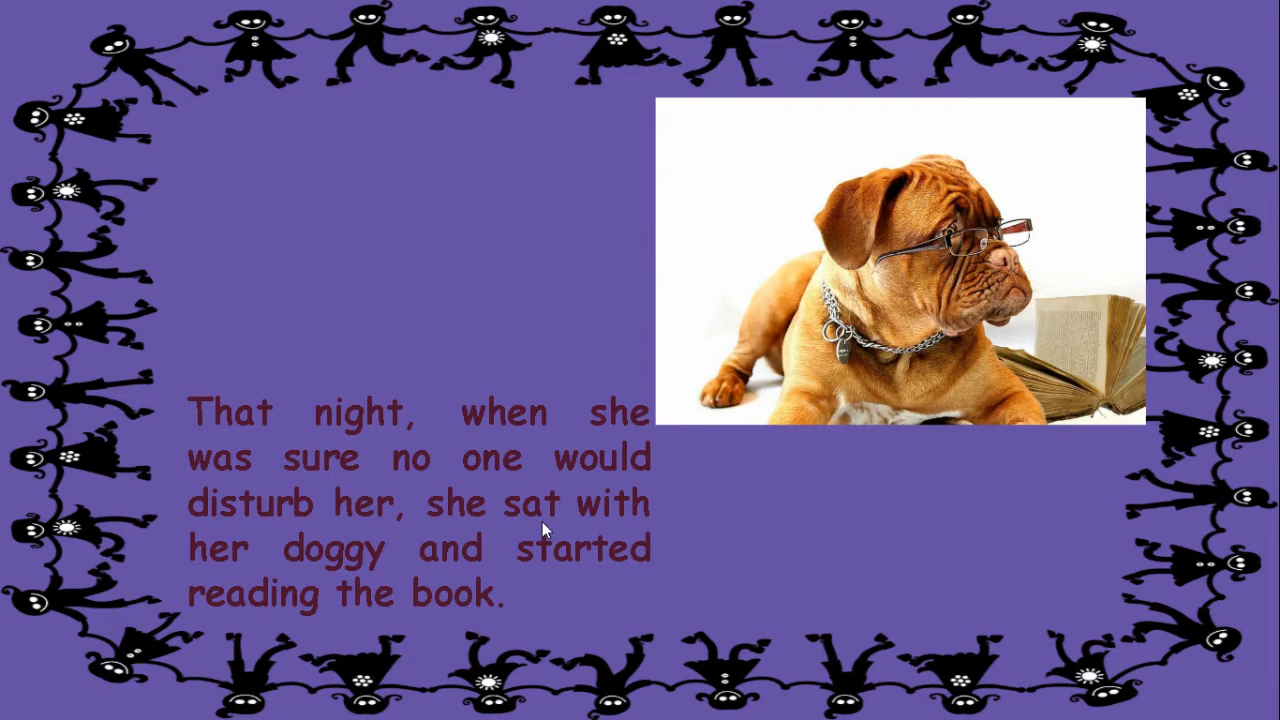 That night, when she
was sure no one would
disturb her, she sat with
her doggy and started
reading the book.